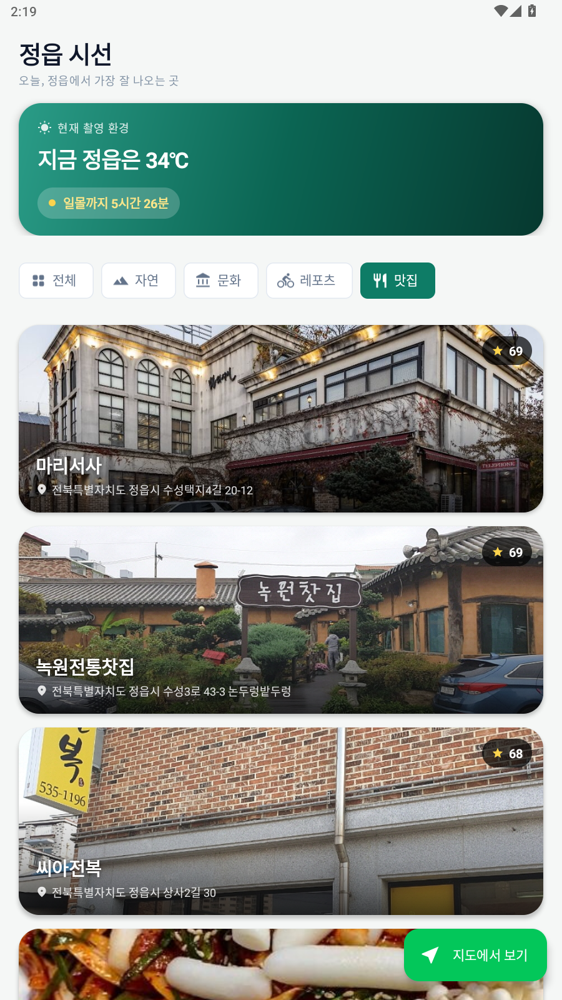 2:19
정읍 시선
오늘, 정읍에서 가장 잘 나오는 곳
현재 촬영 환경
지금 정읍은 34℃
일몰까지 5시간 26분
전체
자연
문화
레포츠
맛집
69
TELEPHONE
마리서사
전북특별자치도 정읍시 수성택지4길 20-12
69
녹원찻집
녹원전통찻집
전북특별자치도 정읍시 수성3로 43-3 논두렁밭두렁
68
복
535-1196
씨아전복
전북특별자치도 정읍시 상사2길 30
지도에서 보기